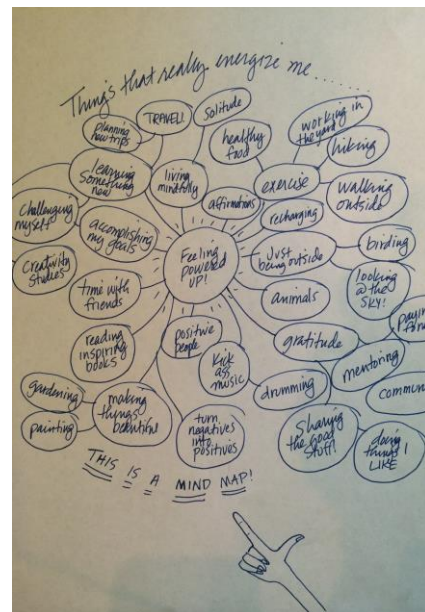 Things that really energize me......
planning
new trips
TRAVEL!
Solitude
healthy
food
working in
the yard
hiking
learning
something
new
living
mindfully
affirmations
exercise
walking
outside
challenging
myself
accomplishing
my goals
recharging
Feeling
powered
UP!
Just
being outside
birding
Creativity
Studies
time with
friends
animals
looking
@ the
SKY!
reading
inspiring
books
positive
people
Kick
ass
music
gratitude
mentoring
gardening
painting
making
things
beautiful
drumming
turn
negatives
into
positives
Sharing
the good
stuff!
doing
things I
LIKE
THIS IS A MIND MAP!